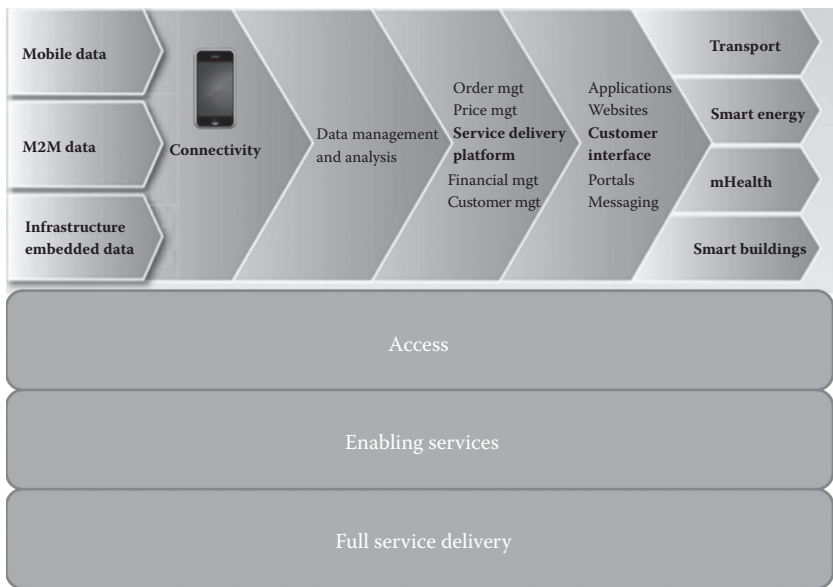 Mobile data
M2M data
Infrastructure
embedded data
Connectivity
Data management
and analysis
Order mgt
Price mgt
Service delivery
platform
Financial mgt
Customer mgt
Applications
Websites
Customer
interface
Portals
Messaging
Transport
Smart energy
mHealth
Smart buildings
Access
Enabling services
Full service delivery